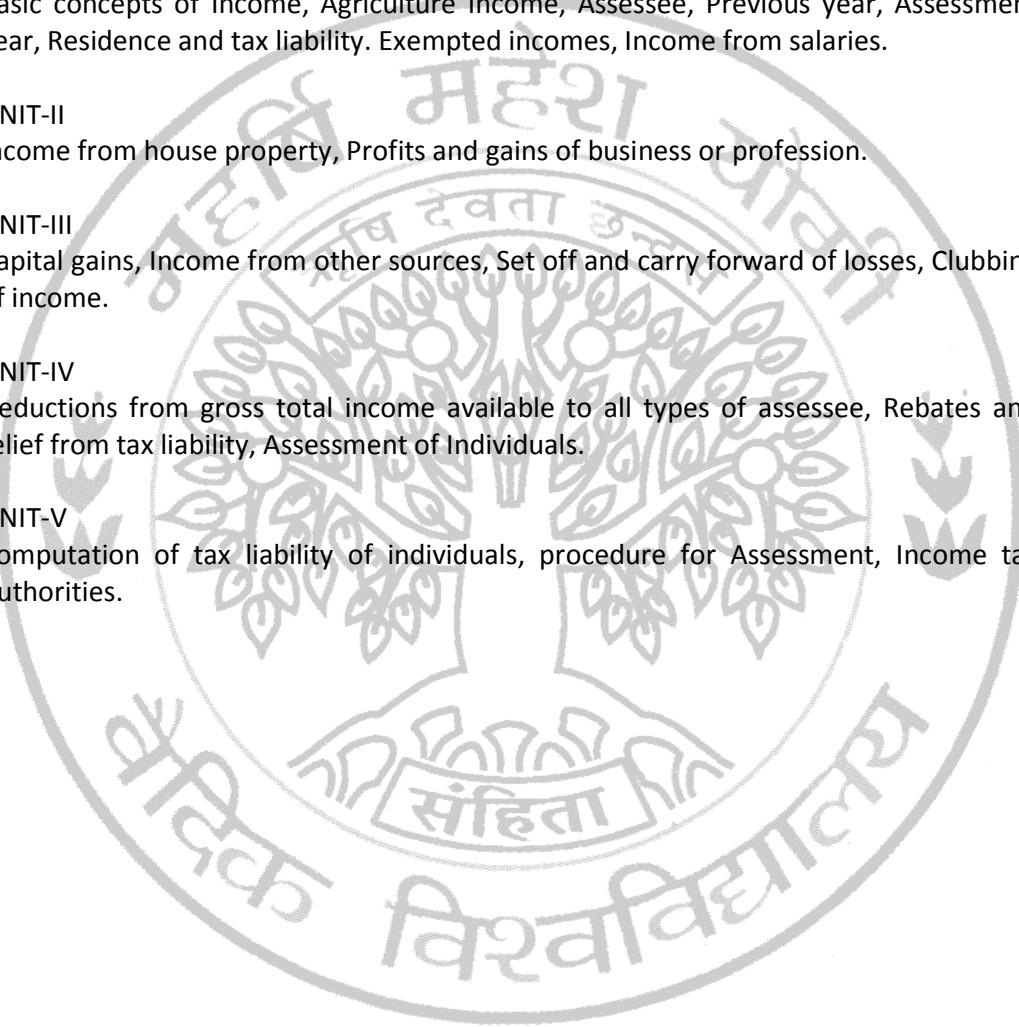 asic concepts of Income, Agriculture Income, Assessee, Previous year, Assessmen
ear, Residence and tax liability. Exempted incomes, Income from salaries.
NIT-II
ncome from house property, Profits and gains of business or profession.
NIT-III
apital gains, Income from other sources, Set off and carry forward of losses, Clubbin
f income.
NIT-IV
eductions from gross total income available to all types of assessee, Rebates an
elief from tax liability, Assessment of Individuals.
NIT-V
omputation of tax liability of individuals, procedure for Assessment, Income ta
uthorities.
महर्षि महेश योगी
ऋषि देवता
संहिता
वैदिक विश्वविद्यालय